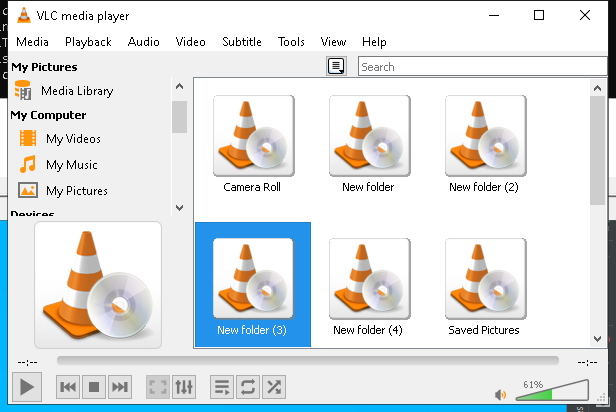 VLC media player
Media Playback Audio Video Subtitle Tools View Help
My Pictures
Search
Media Library
My Computer
My Videos
My Music
My Pictures
Devices
Camera Roll
New folder
New folder (2)
New folder (3)
New folder (4)
Saved Pictures
--:--
--:--
61%